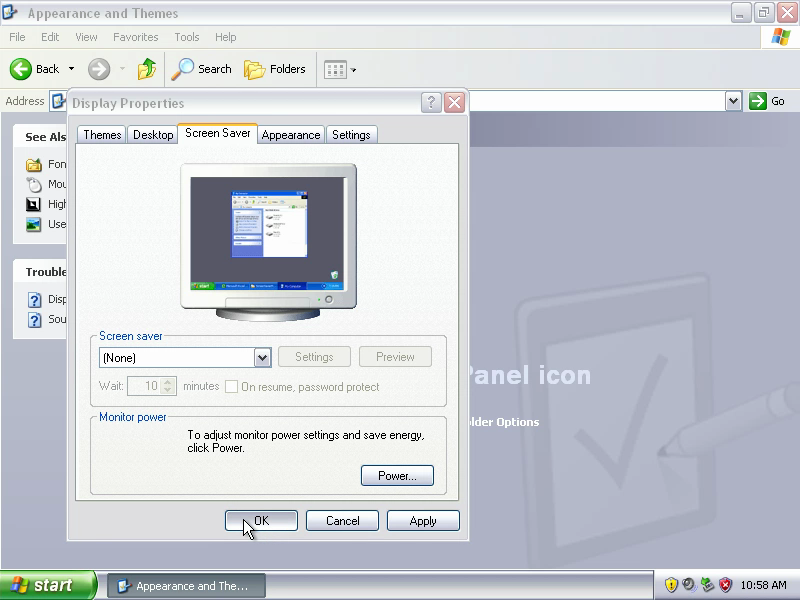 Appearance and Themes
File Edit View Favorites Tools Help
Back Search Folders
Address Go
Display Properties
See Als
Themes Desktop Screen Saver Appearance Settings
Fon
Mou
High
Use
Trouble
Disp
Sou
start
Screen saver
(None) Settings Preview
Wait: 10 minutes On resume, password protect
Panel icon
Monitor power
To adjust monitor power settings and save energy,
click Power.
lder Options
Power...
OK Cancel Apply
start Appearance and The... 10:58 AM